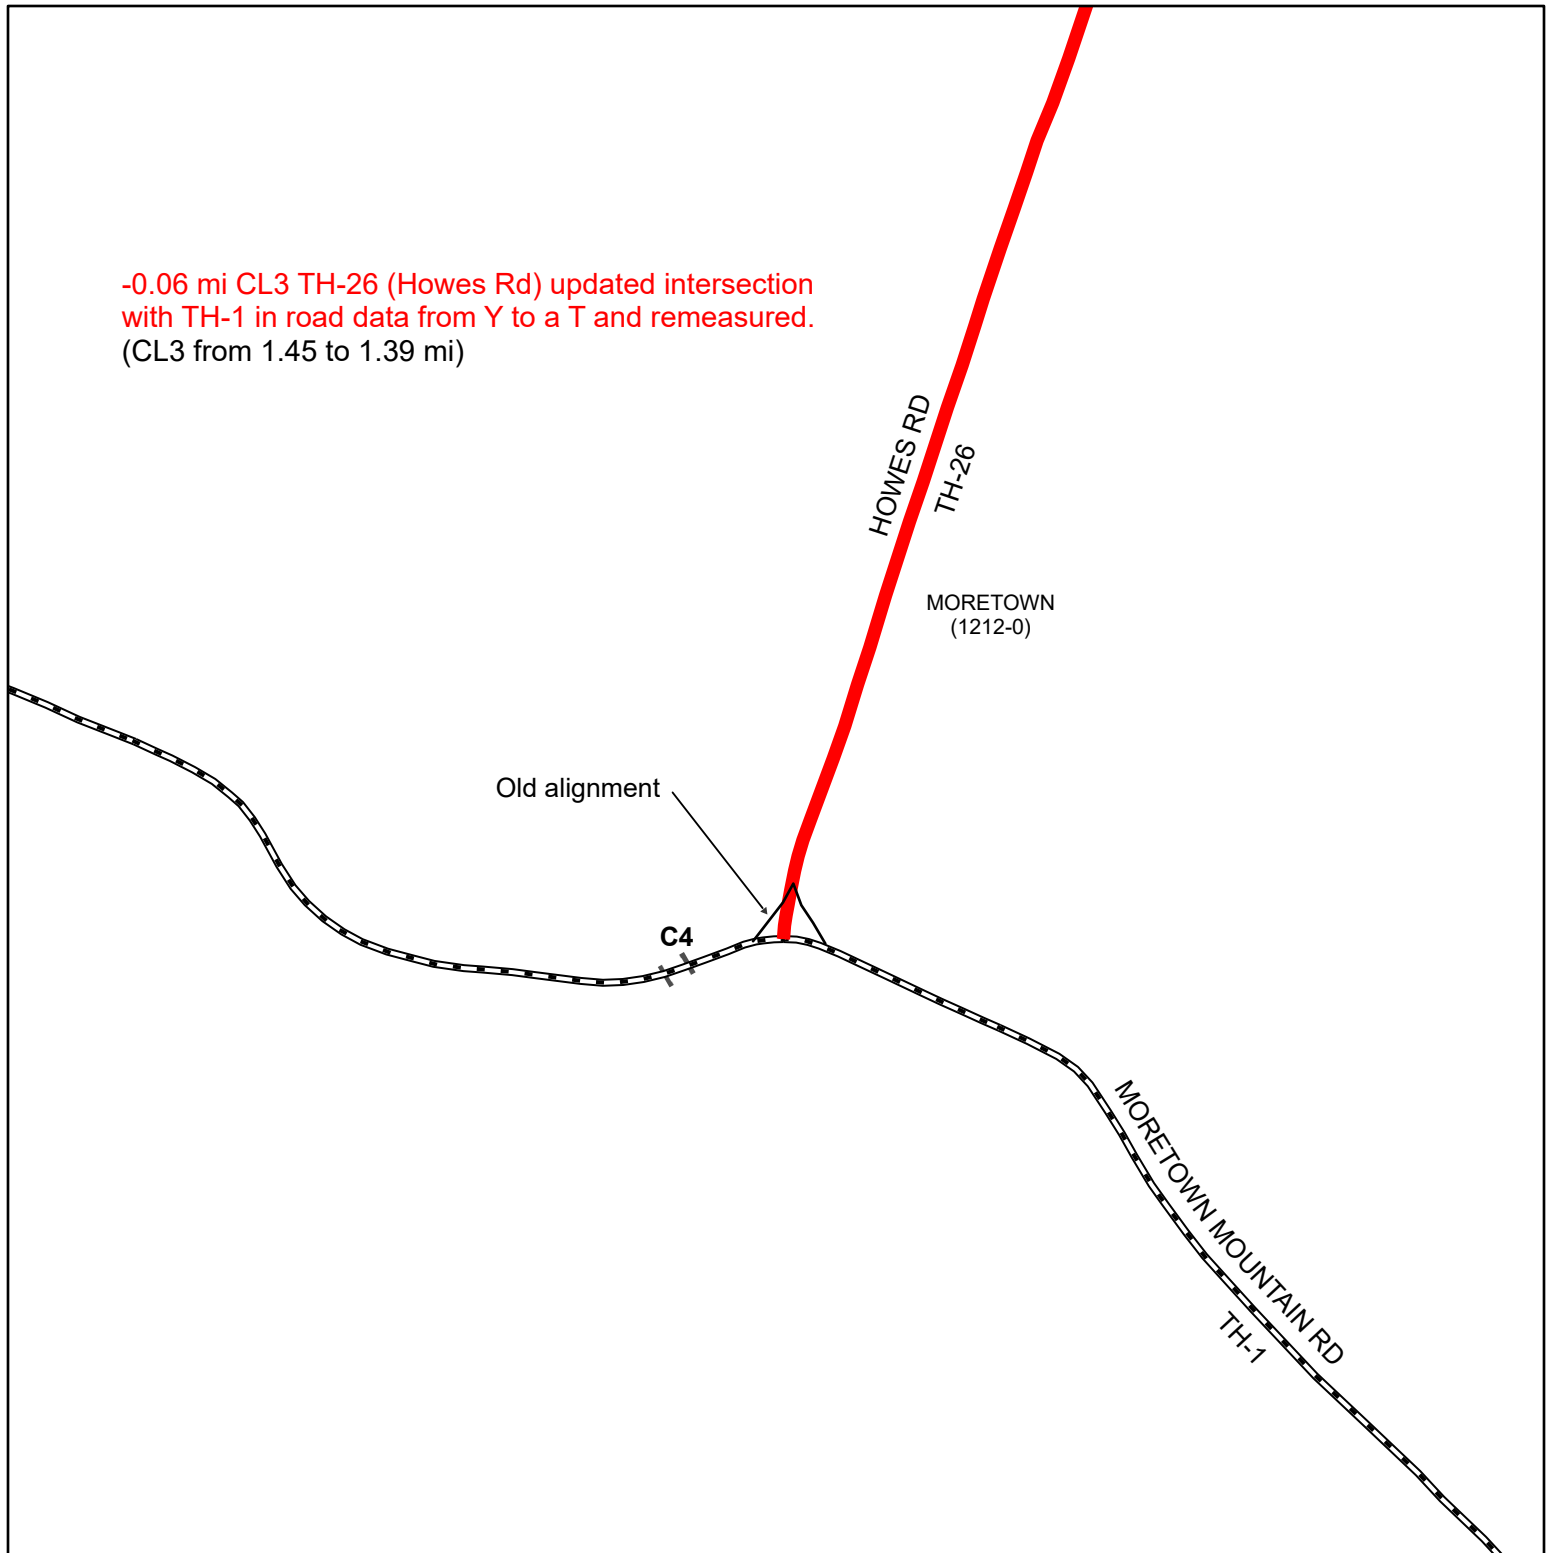 -0.06 mi CL3 TH-26 (Howes Rd) updated intersection
with TH-1 in road data from Y to a T and remeasured.
(CL3 from 1.45 to 1.39 mi)
HOWES RD
TH-26
MORETOWN
(1212-0)
Old alignment
C4
MORETOWN MOUNTAIN RD
TH-1